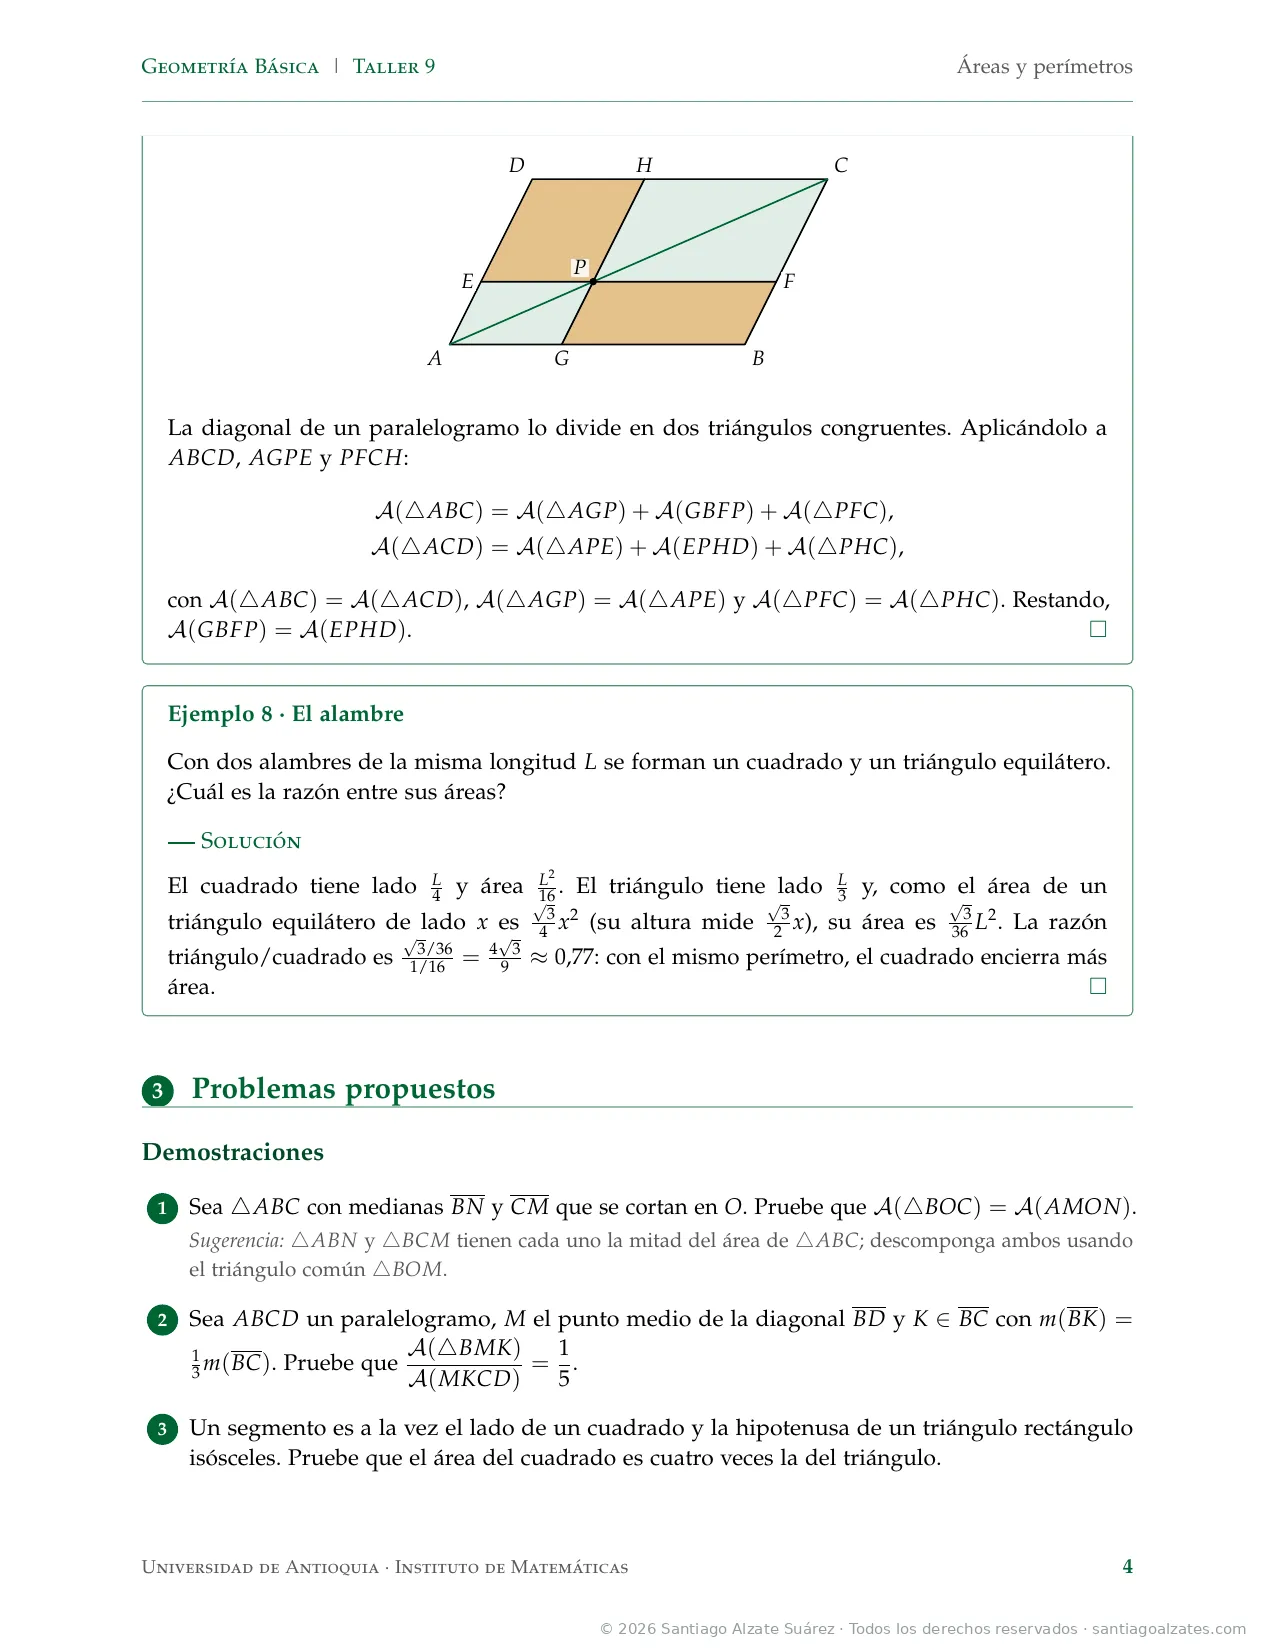 Geometría Básica | Taller 9
Áreas y perímetros
D H C
P
E F
A G B
La diagonal de un paralelogramo lo divide en dos triángulos congruentes. Aplicándolo a
ABCD, AGPE y PFCH:
𝒜(△ABC) = 𝒜(△AGP) + 𝒜(GBFP) + 𝒜(△PFC),
𝒜(△ACD) = 𝒜(△APE) + 𝒜(EPHD) + 𝒜(△PHC),
con 𝒜(△ABC) = 𝒜(△ACD), 𝒜(△AGP) = 𝒜(△APE) y 𝒜(△PFC) = 𝒜(△PHC). Restando,
𝒜(GBFP) = 𝒜(EPHD). □
Ejemplo 8 · El alambre
Con dos alambres de la misma longitud L se forman un cuadrado y un triángulo equilátero.
¿Cuál es la razón entre sus áreas?
— Solución
El cuadrado tiene lado L/4 y área L²/16. El triángulo tiene lado L/3 y, como el área de un
triángulo equilátero de lado x es √3/4 x² (su altura mide √3/2 x), su área es √3/36 L². La razón
triángulo/cuadrado es (√3/36)/(1/16) = 4√3/9 ≈ 0,77: con el mismo perímetro, el cuadrado encierra más
área. □
3 Problemas propuestos
Demostraciones
1 Sea △ABC con medianas B̅N̅ y C̅M̅ que se cortan en O. Pruebe que 𝒜(△BOC) = 𝒜(AMON).
Sugerencia: △ABN y △BCM tienen cada uno la mitad del área de △ABC; descomponga ambos usando
el triángulo común △BOM.
2 Sea ABCD un paralelogramo, M el punto medio de la diagonal B̅D̅ y K ∈ B̅C̅ con m(B̅K̅) =
1/3 m(B̅C̅). Pruebe que 𝒜(△BMK)/𝒜(MKCD) = 1/5.
3 Un segmento es a la vez el lado de un cuadrado y la hipotenusa de un triángulo rectángulo
isósceles. Pruebe que el área del cuadrado es cuatro veces la del triángulo.
Universidad de Antioquia · Instituto de Matemáticas
4
© 2026 Santiago Alzate Suárez · Todos los derechos reservados · santiagoalzates.com